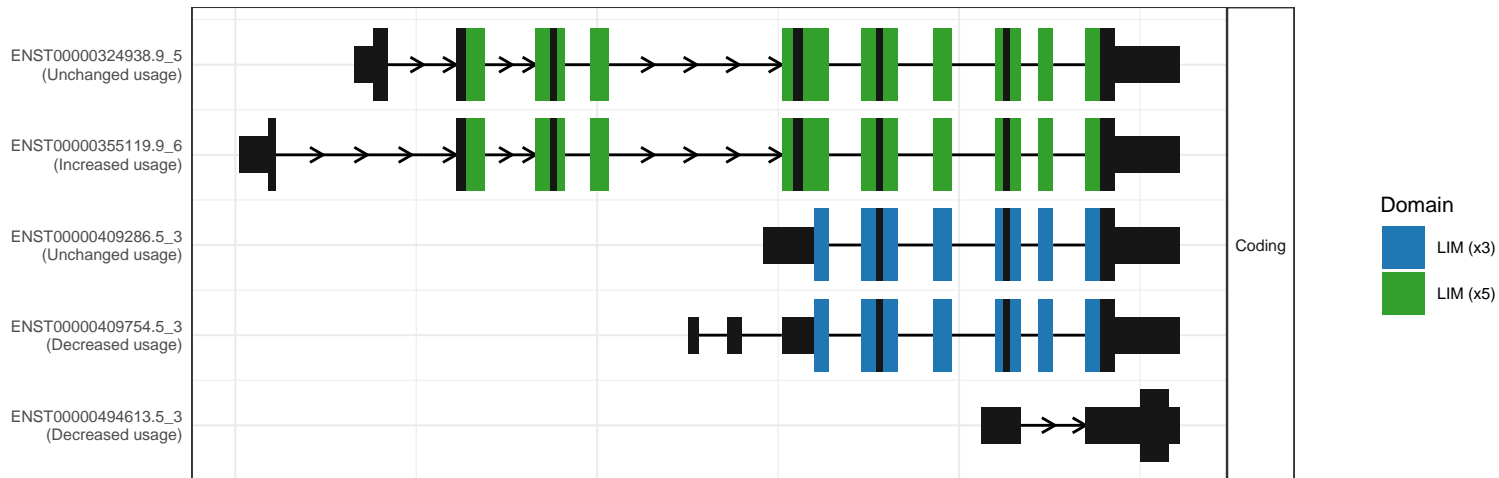 ENST00000324938.9_5
(Unchanged usage)
ENST00000355119.9_6
(Increased usage)
ENST00000409286.5_3
(Unchanged usage)
ENST00000409754.5_3
(Decreased usage)
ENST00000494613.5_3
(Decreased usage)
Coding
Domain
LIM (x3)
LIM (x5)